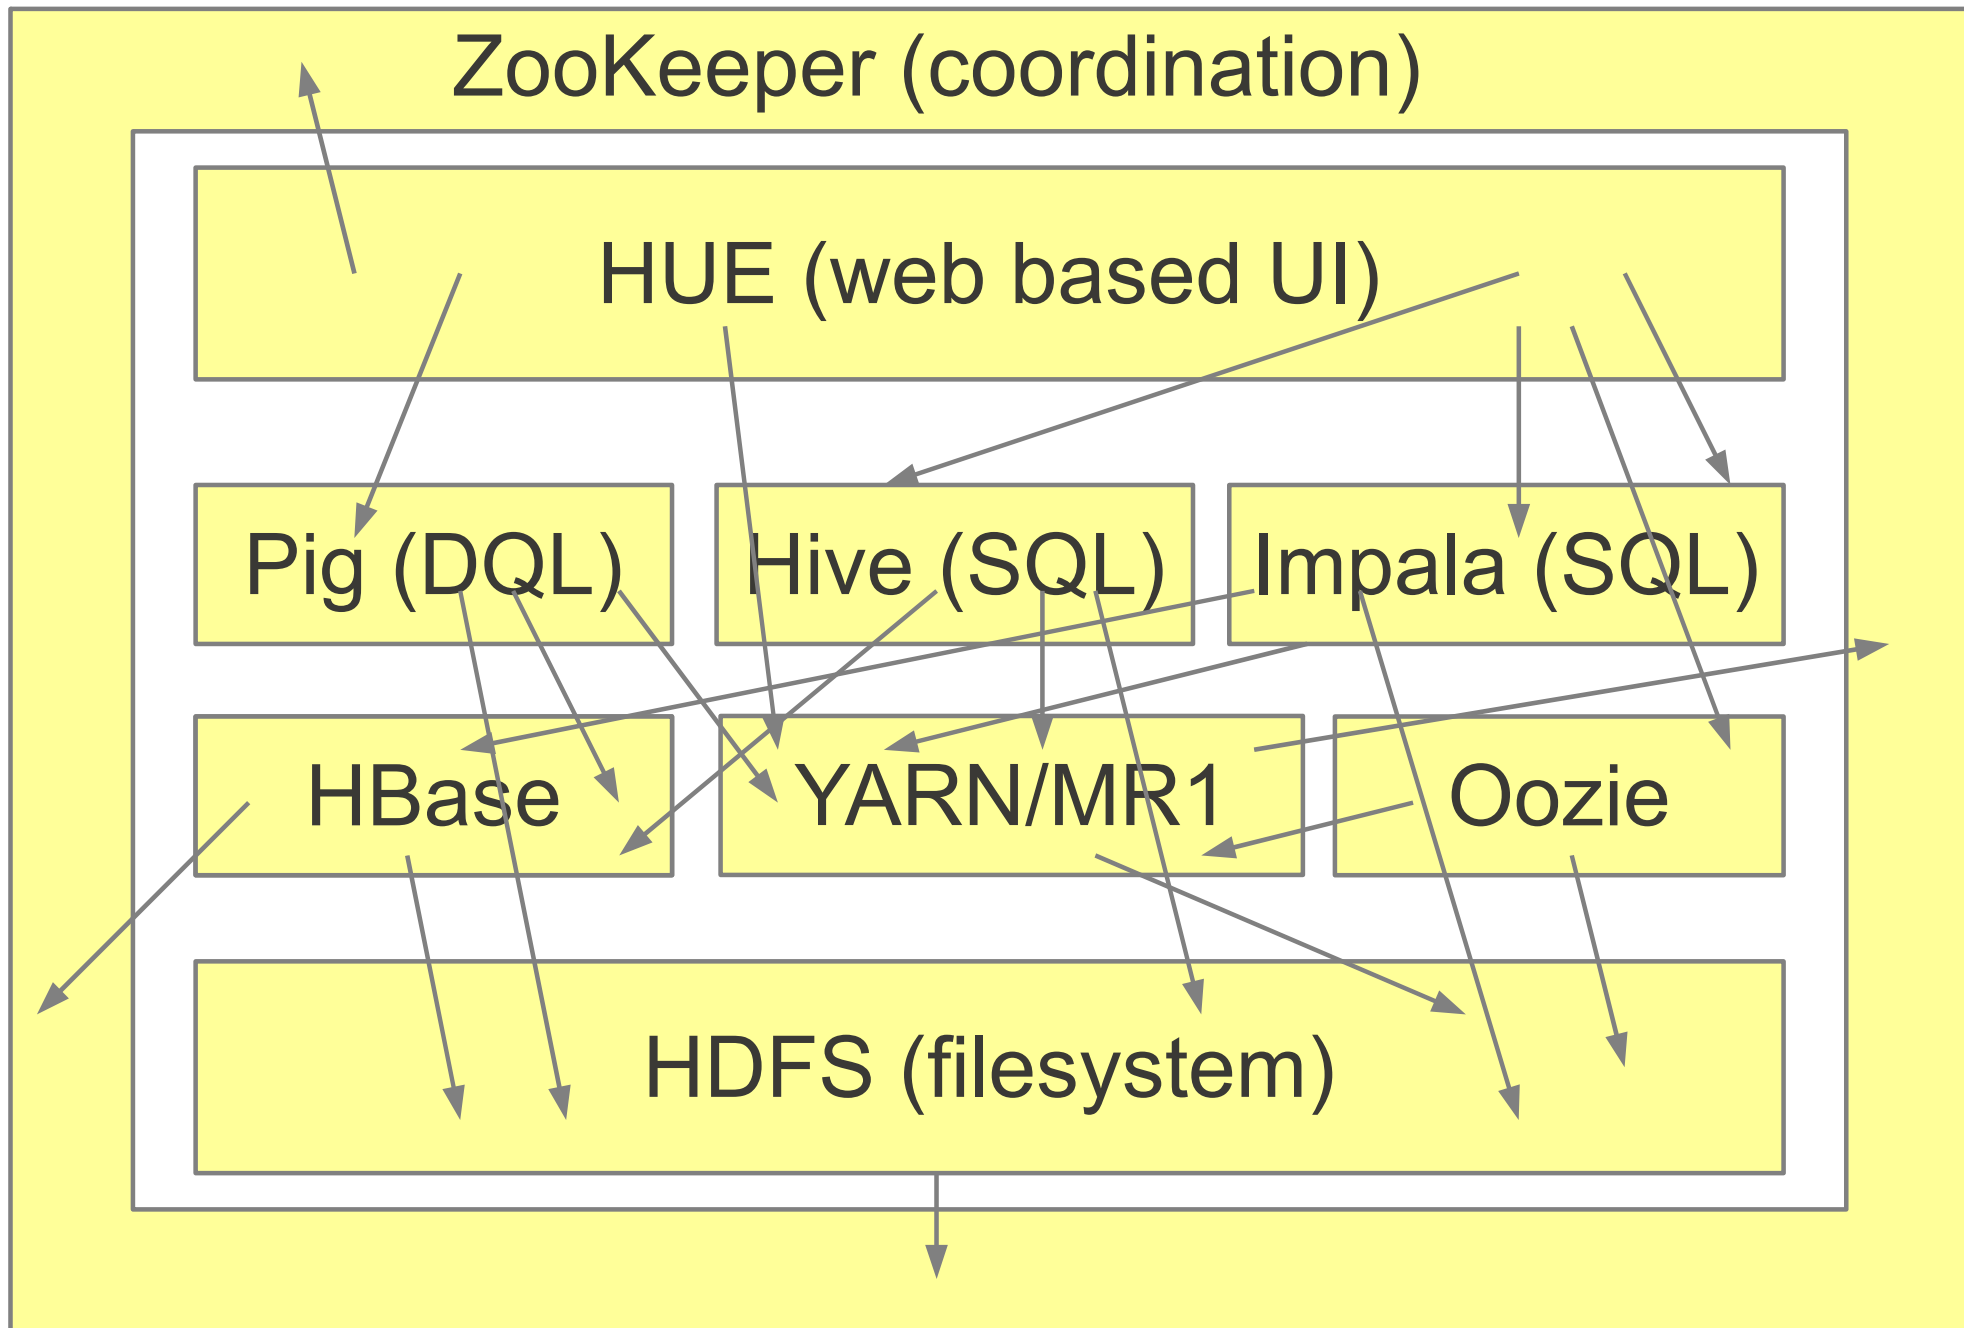 ZooKeeper (coordination)
HUE (web based UI)
Pig (DQL)
Hive (SQL)
Impala (SQL)
HBase
YARN/MR1
Oozie
HDFS (filesystem)